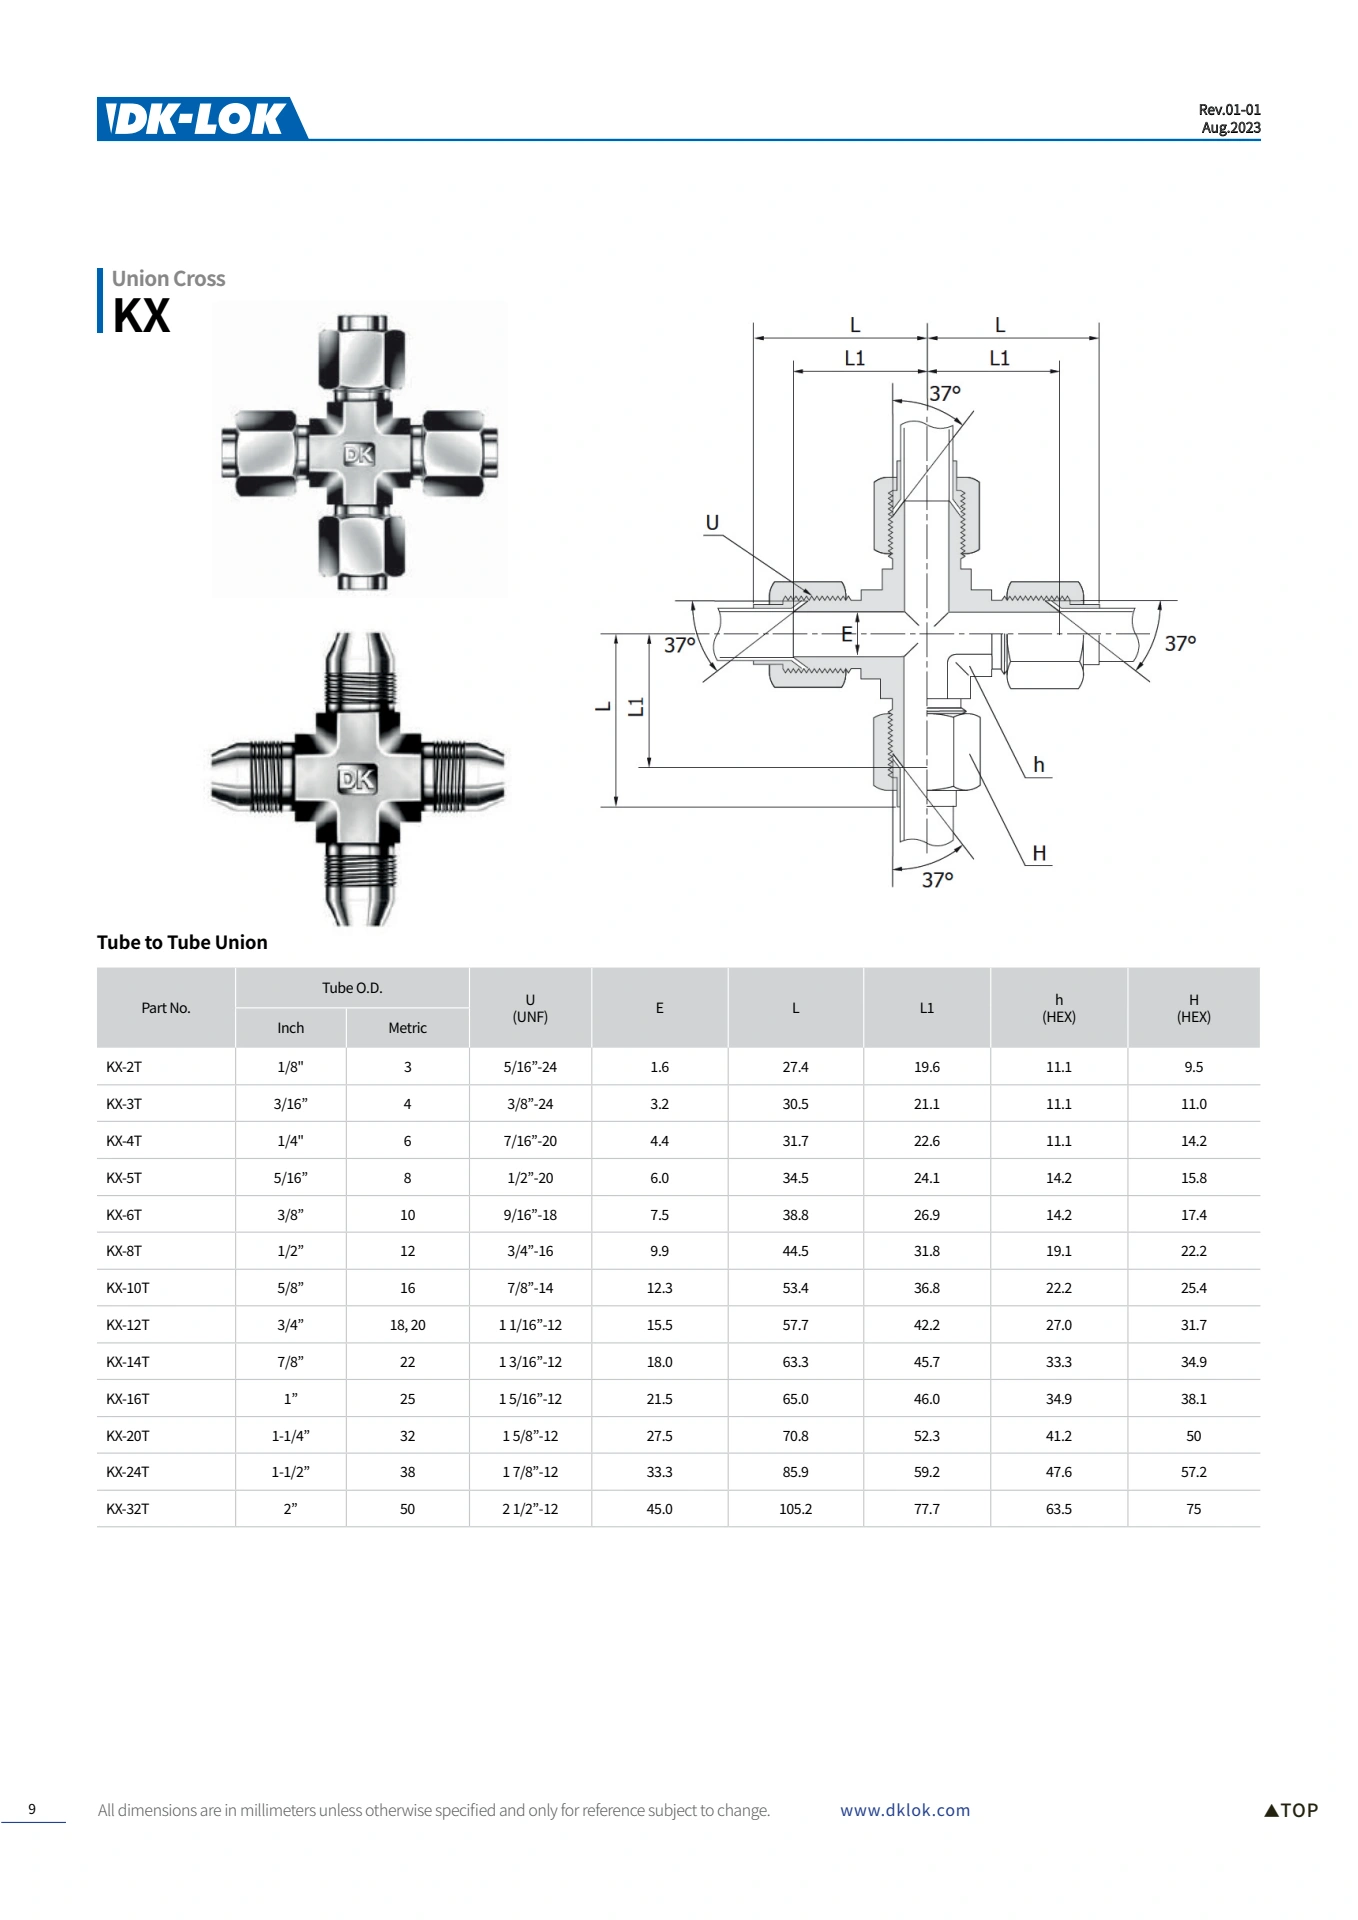 DK-LOK
Rev.01-01
Aug.2023
Union Cross
KX
DK
DK
L L
L1 L1
37°
U
E
37°
37°
L
L1
h
H
37°
Tube to Tube Union
Part No. Tube O.D. U (UNF) E L L1 h (HEX) H (HEX)
Inch Metric
KX-2T 1/8" 3 5/16”-24 1.6 27.4 19.6 11.1 9.5
KX-3T 3/16” 4 3/8”-24 3.2 30.5 21.1 11.1 11.0
KX-4T 1/4" 6 7/16”-20 4.4 31.7 22.6 11.1 14.2
KX-5T 5/16” 8 1/2”-20 6.0 34.5 24.1 14.2 15.8
KX-6T 3/8” 10 9/16”-18 7.5 38.8 26.9 14.2 17.4
KX-8T 1/2” 12 3/4”-16 9.9 44.5 31.8 19.1 22.2
KX-10T 5/8” 16 7/8”-14 12.3 53.4 36.8 22.2 25.4
KX-12T 3/4” 18, 20 1 1/16”-12 15.5 57.7 42.2 27.0 31.7
KX-14T 7/8” 22 1 3/16”-12 18.0 63.3 45.7 33.3 34.9
KX-16T 1” 25 1 5/16”-12 21.5 65.0 46.0 34.9 38.1
KX-20T 1-1/4” 32 1 5/8”-12 27.5 70.8 52.3 41.2 50
KX-24T 1-1/2” 38 1 7/8”-12 33.3 85.9 59.2 47.6 57.2
KX-32T 2” 50 2 1/2”-12 45.0 105.2 77.7 63.5 75
9 All dimensions are in millimeters unless otherwise specified and only for reference subject to change. www.dklok.com ▲TOP